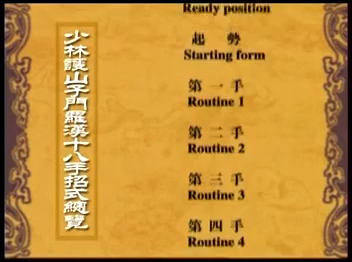 少林護山子門羅漢十八手招式總覽
Ready position
起 勢
Starting form
第 一 手
Routine 1
第 二 手
Routine 2
第 三 手
Routine 3
第 四 手
Routine 4